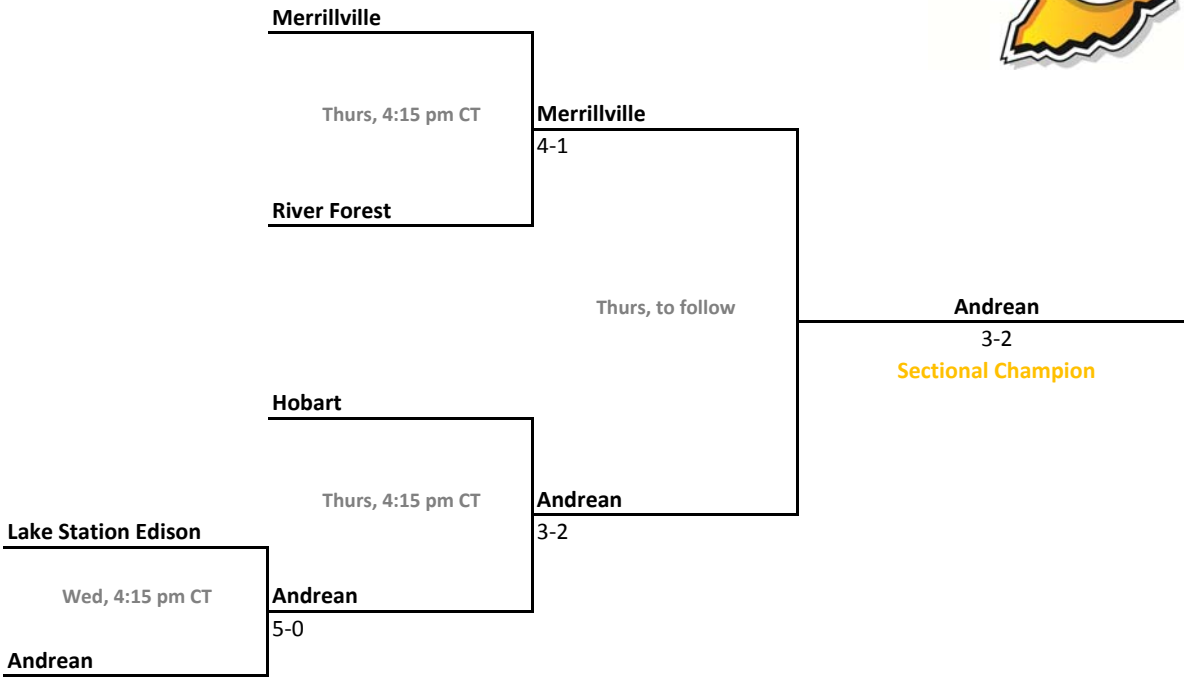 Merrillville
Thurs, 4:15 pm CT
Merrillville
4-1
River Forest
Thurs, to follow
Andrean
3-2
Sectional Champion
Hobart
Thurs, 4:15 pm CT
Andrean
3-2
Lake Station Edison
Wed, 4:15 pm CT
Andrean
5-0
Andrean